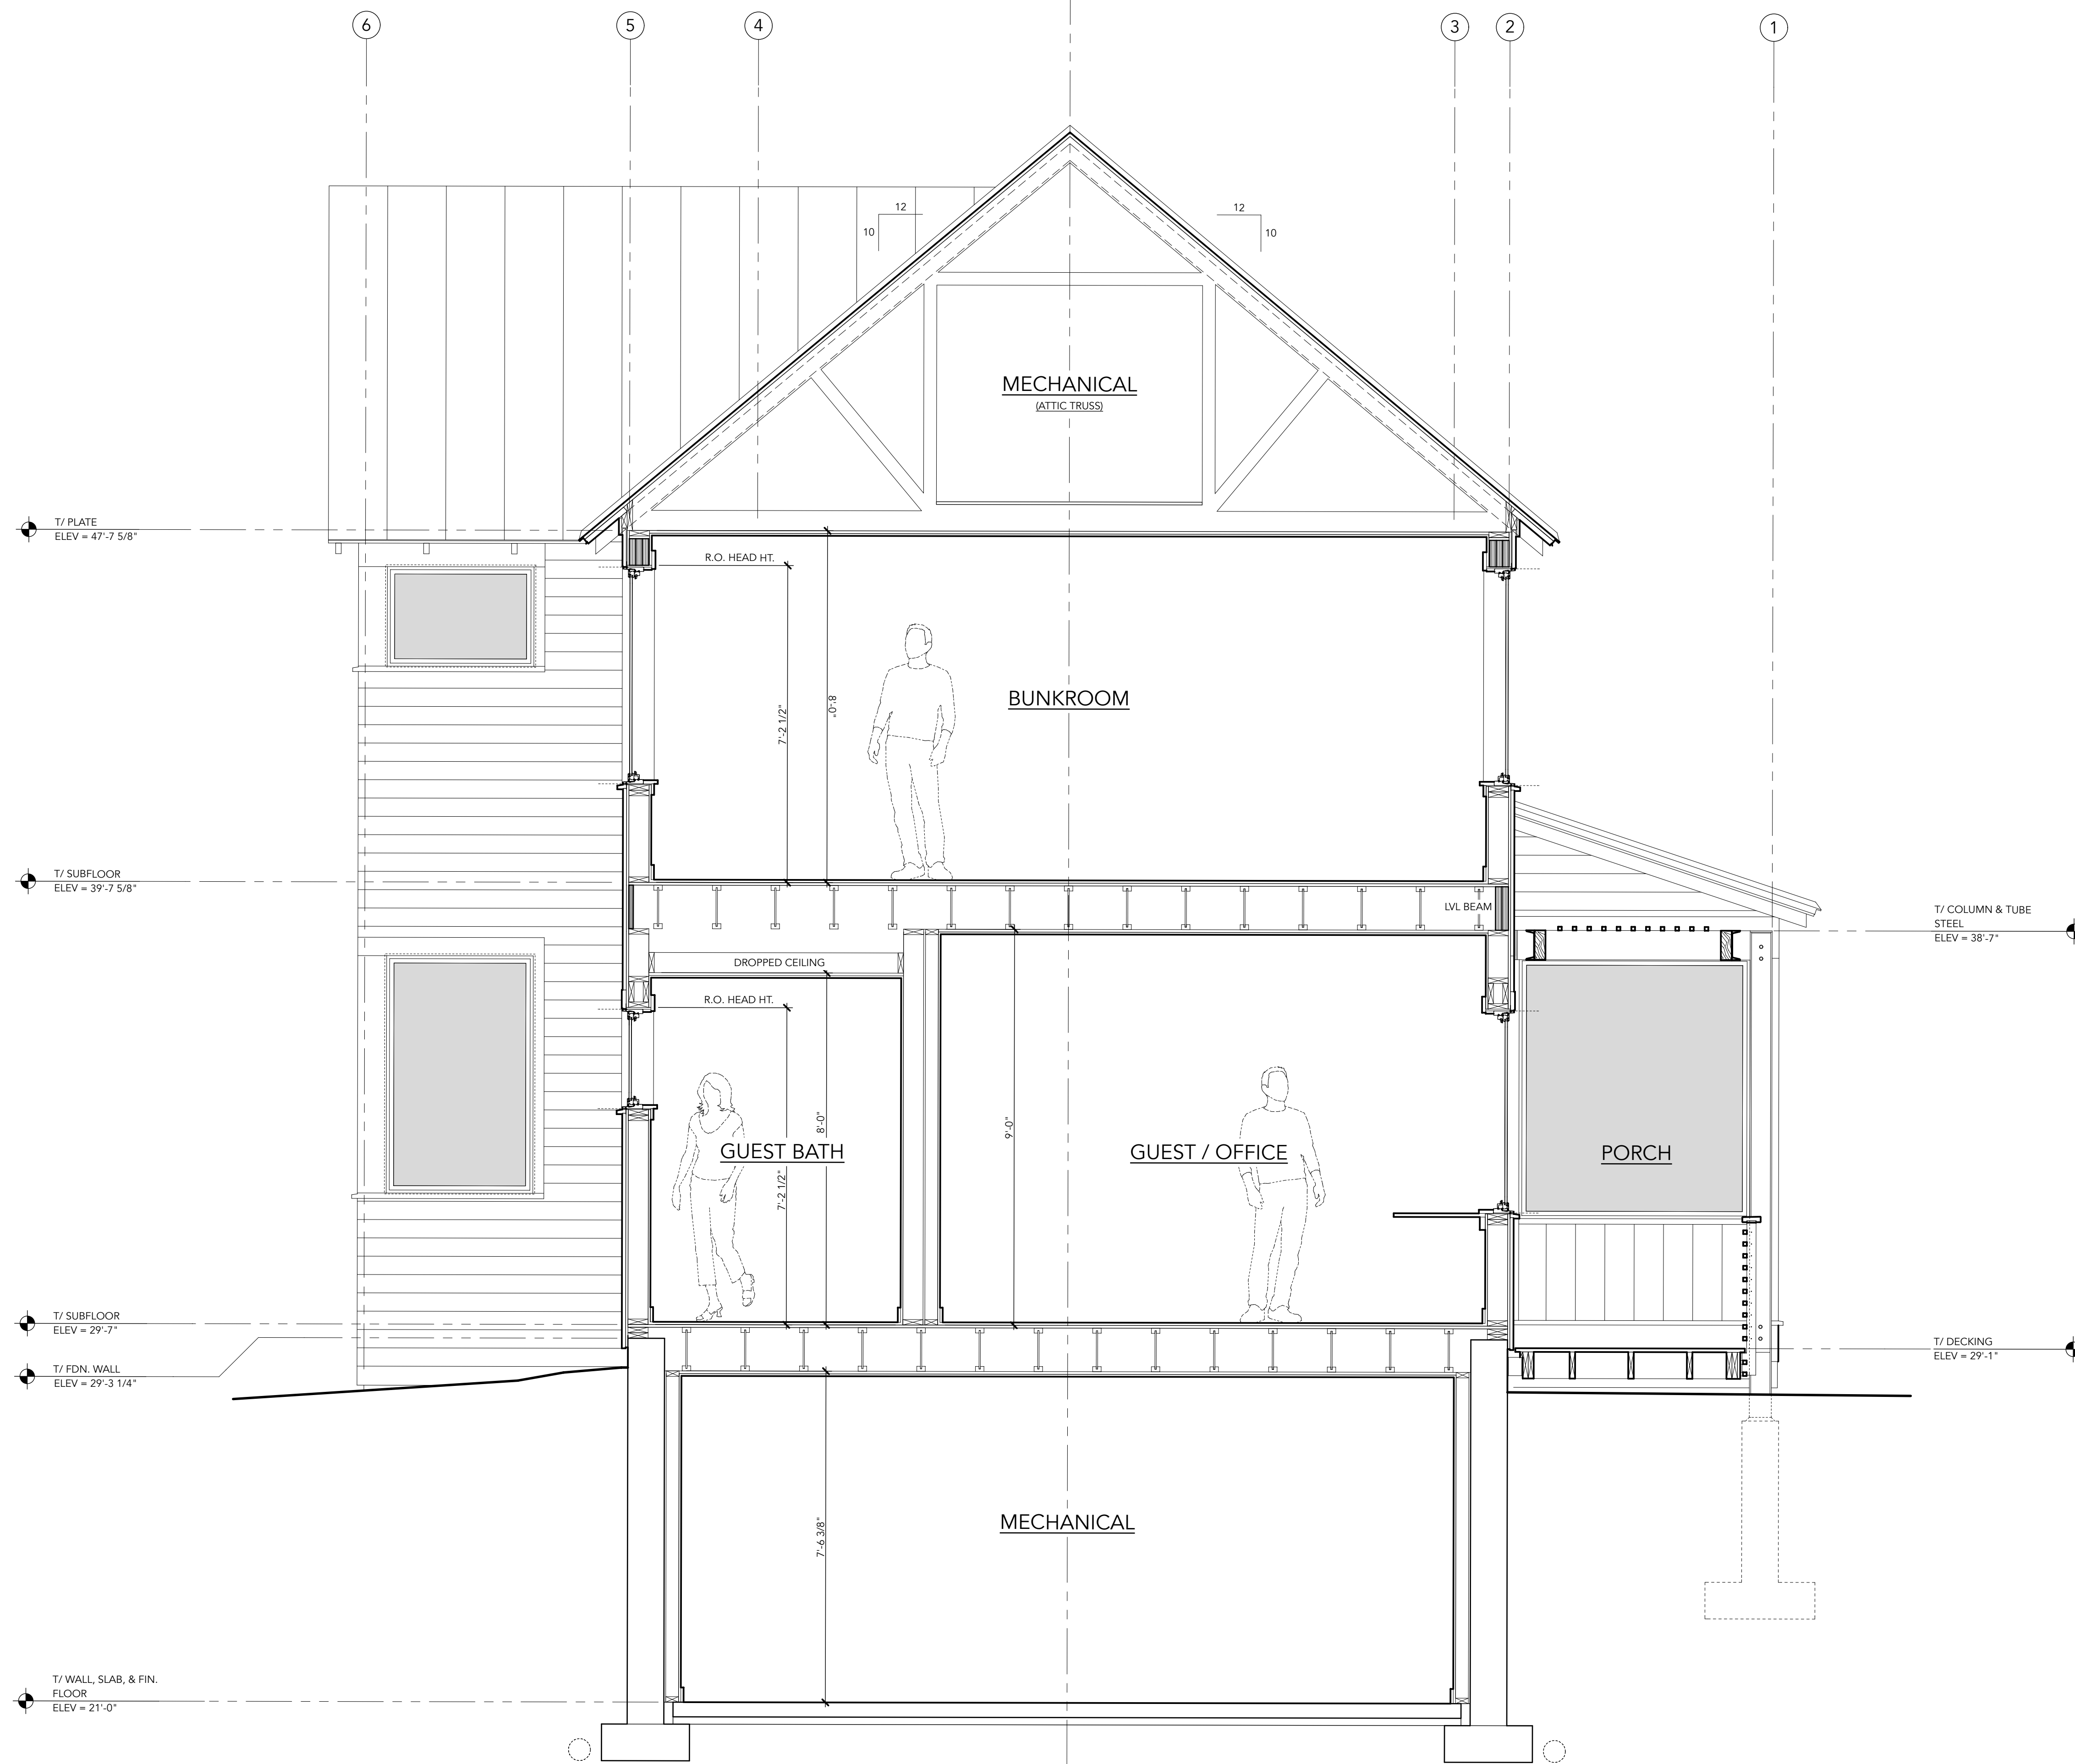 6
5
4
3
2
1
12
10
12
10
MECHANICAL
(ATTIC TRUSS)
T/ PLATE
ELEV = 47'-7 5/8"
R.O. HEAD HT.
7'-2 1/2"
8'-0"
BUNKROOM
T/ SUBFLOOR
ELEV = 39'-7 5/8"
LVL BEAM
T/ COLUMN & TUBE
STEEL
ELEV = 38'-7"
DROPPED CEILING
R.O. HEAD HT.
8'-0"
9'-0"
GUEST BATH
GUEST / OFFICE
PORCH
7'-2 1/2"
T/ SUBFLOOR
ELEV = 29'-7"
T/ DECKING
ELEV = 29'-1"
T/ FDN. WALL
ELEV = 29'-3 1/4"
MECHANICAL
7'-6 3/8"
T/ WALL, SLAB, & FIN.
FLOOR
ELEV = 21'-0"